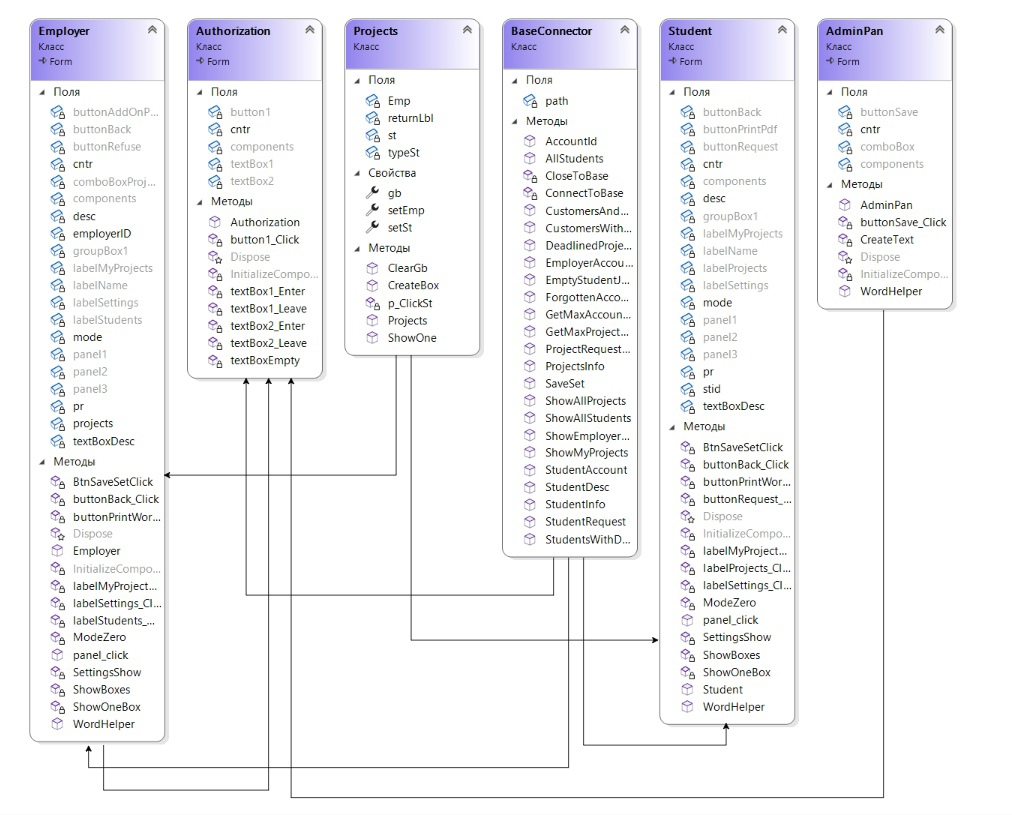 Employer
Класс
Form
Поля
buttonAddOnP...
buttonBack
buttonRefuse
cntr
comboBoxProj...
components
desc
employerID
groupBox1
labelMyProjects
labelName
labelSettings
labelStudents
mode
panel1
panel2
panel3
pr
projects
textBoxDesc
Методы
BtnSaveSetClick
buttonBack_Click
buttonPrintWor...
Dispose
Employer
InitializeCompo...
labelMyProject...
labelSettings_Cl...
labelStudents_...
ModeZero
panel_click
SettingsShow
ShowBoxes
ShowOneBox
WordHelper
Authorization
Класс
Form
Поля
button1
cntr
components
textBox1
textBox2
Методы
Authorization
button1_Click
Dispose
InitializeCompo...
textBox1_Enter
textBox1_Leave
textBox2_Enter
textBox2_Leave
textBoxEmpty
Projects
Класс
Поля
Emp
returnLbl
st
typeSt
Свойства
gb
setEmp
setSt
Методы
ClearGb
CreateBox
p_ClickSt
Projects
ShowOne
BaseConnector
Класс
Поля
path
Методы
AccountId
AllStudents
CloseToBase
ConnectToBase
CustomersAnd...
CustomersWith...
DeadlinedProje...
EmployerAccou...
EmptyStudentJ...
ForgottenAcco...
GetMaxAccoun...
GetMaxProject...
ProjectRequest...
ProjectsInfo
SaveSet
ShowAllProjects
ShowAllStudents
ShowEmployer...
ShowMyProjects
StudentAccount
StudentDesc
StudentInfo
StudentRequest
StudentsWithD...
Student
Класс
Form
Поля
buttonBack
buttonPrintPdf
buttonRequest
cntr
components
desc
groupBox1
labelMyProjects
labelName
labelProjects
labelSettings
mode
panel1
panel2
panel3
pr
stid
textBoxDesc
Методы
BtnSaveSetClick
buttonBack_Click
buttonPrintWor...
buttonRequest_...
Dispose
InitializeCompo...
labelMyProject...
labelProjects_Cl...
labelSettings_Cl...
ModeZero
panel_click
SettingsShow
ShowBoxes
ShowOneBox
Student
WordHelper
AdminPan
Класс
Form
Поля
buttonSave
cntr
comboBox
components
Методы
AdminPan
buttonSave_Click
CreateText
Dispose
InitializeCompo...
WordHelper